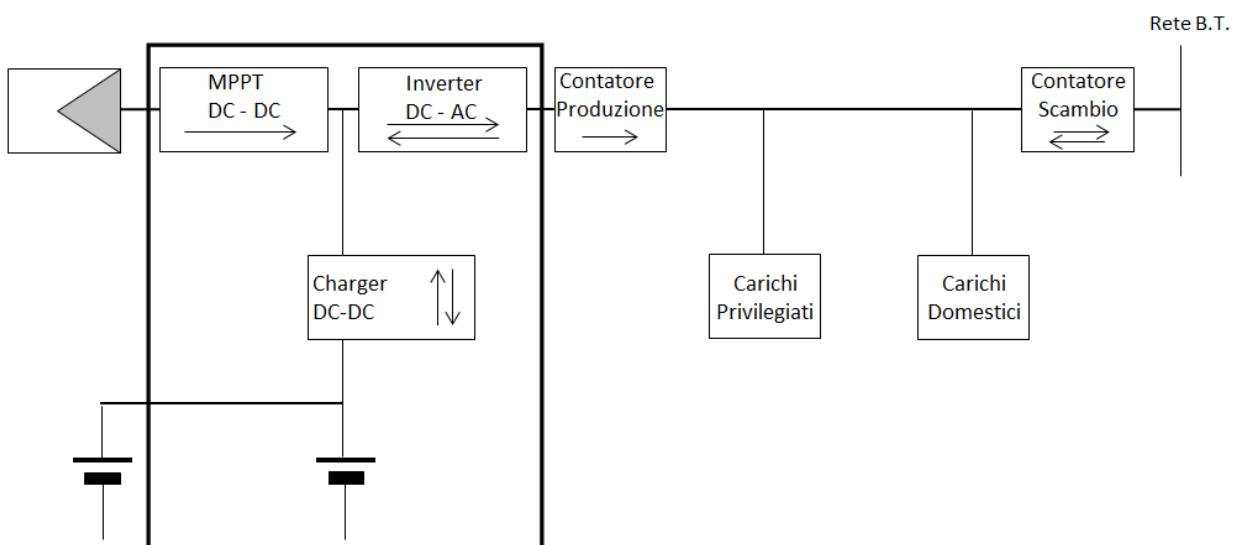 Rete B.T.
MPPT
DC - DC
Inverter
DC - AC
Contatore
Produzione
Contatore
Scambio
Charger
DC-DC
Carichi
Privilegiati
Carichi
Domestici